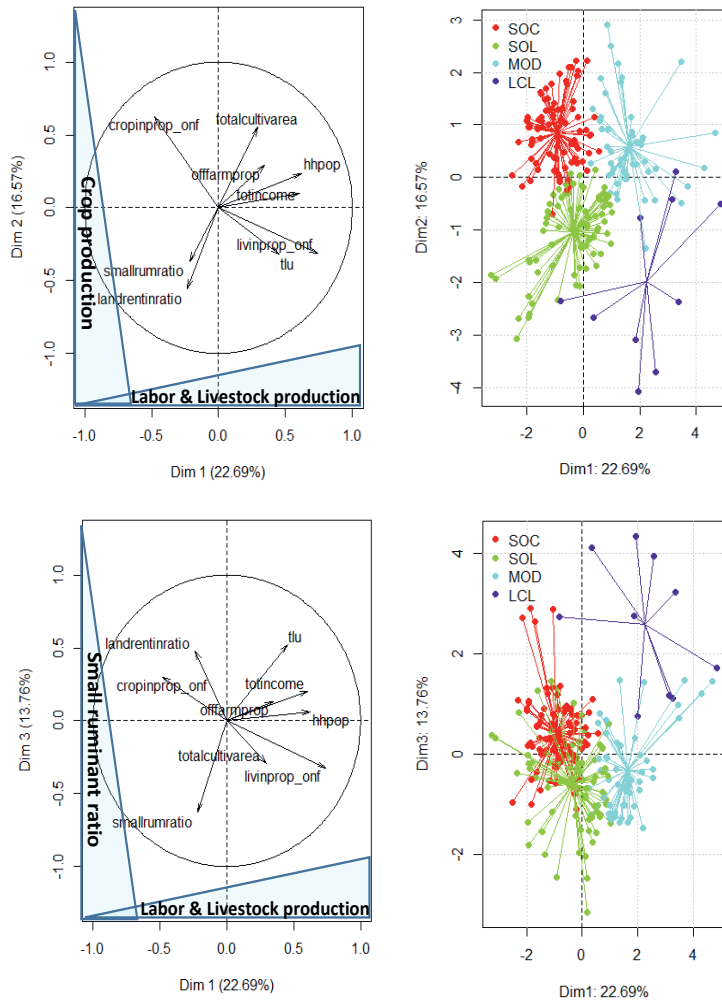 1.0
0.5
0.0
-0.5
-1.0
Dim 2 (16.57%)
Crop production
cropinprop_onf
totalcultivarea
offfarmprop
hhpop
totincome
livinprop_onf
tlu
smallrumratio
landrentinratio
Labor & Livestock production
-1.0
-0.5
0.0
0.5
1.0
Dim 1 (22.69%)
SOC
SOL
MOD
LCL
3
2
1
0
-1
-2
-3
-4
Dim2: 16.57%
-2
0
2
4
Dim1: 22.69%
1.0
0.5
0.0
-0.5
-1.0
Dim 3 (13.76%)
Small ruminant ratio
landrentinratio
tlu
cropinprop_onf
totincome
offfarmprop
hhpop
totalcultivarea
livinprop_onf
smallrumratio
Labor & Livestock production
-1.0
-0.5
0.0
0.5
1.0
Dim 1 (22.69%)
SOC
SOL
MOD
LCL
4
2
0
-2
Dim3: 13.76%
-2
0
2
4
Dim1: 22.69%